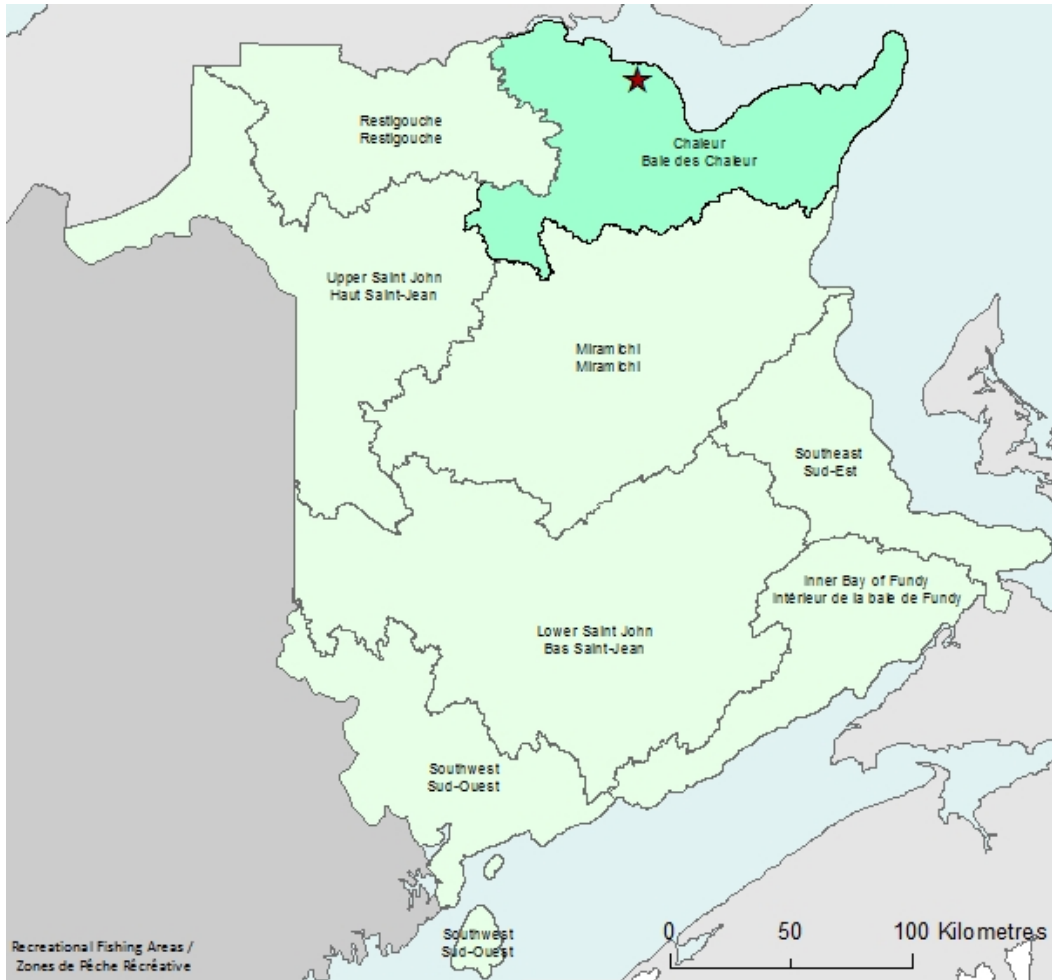 Restigouche
Restigouche
Chaleur
Baie des Chaleur
Upper Saint John
Haut Saint-Jean
Miramichi
Miramichi
Southeast
Sud-Est
Inner Bay of Fundy
Intérieur de la baie de Fundy
Lower Saint John
Bas Saint-Jean
Southwest
Sud-Ouest
Southwest
Sud-Ouest
0 50 100 Kilometres
Recreational Fishing Areas /
Zones de Pêche Récréative